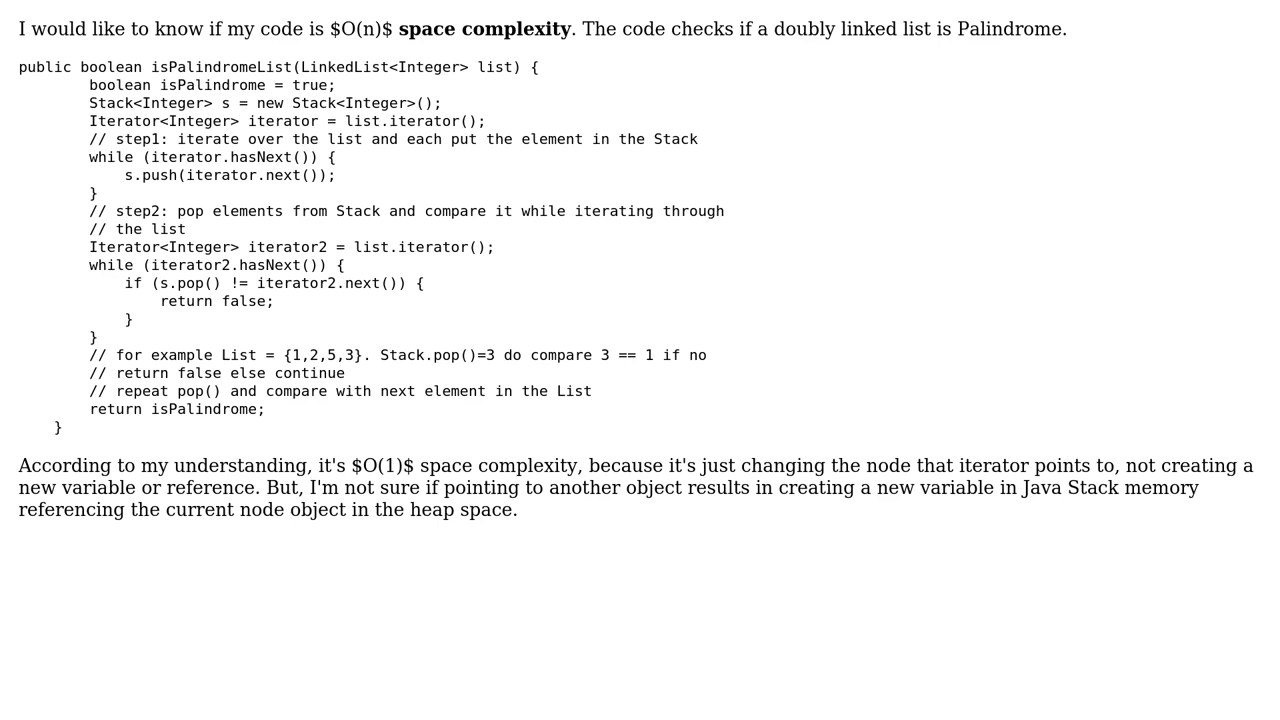 I would like to know if my code is $O(n)$ space complexity. The code checks if a doubly linked list is Palindrome.
public boolean isPalindromeList(LinkedList<Integer> list) {
        boolean isPalindrome = true;
        Stack<Integer> s = new Stack<Integer>();
        Iterator<Integer> iterator = list.iterator();
        // step1: iterate over the list and each put the element in the Stack
        while (iterator.hasNext()) {
            s.push(iterator.next());
        }
        // step2: pop elements from Stack and compare it while iterating through
        // the list
        Iterator<Integer> iterator2 = list.iterator();
        while (iterator2.hasNext()) {
            if (s.pop() != iterator2.next()) {
                return false;
            }
        }
        // for example List = {1,2,5,3}. Stack.pop()=3 do compare 3 == 1 if no
        // return false else continue
        // repeat pop() and compare with next element in the List
        return isPalindrome;
    }
According to my understanding, it's $O(1)$ space complexity, because it's just changing the node that iterator points to, not creating a
new variable or reference. But, I'm not sure if pointing to another object results in creating a new variable in Java Stack memory
referencing the current node object in the heap space.